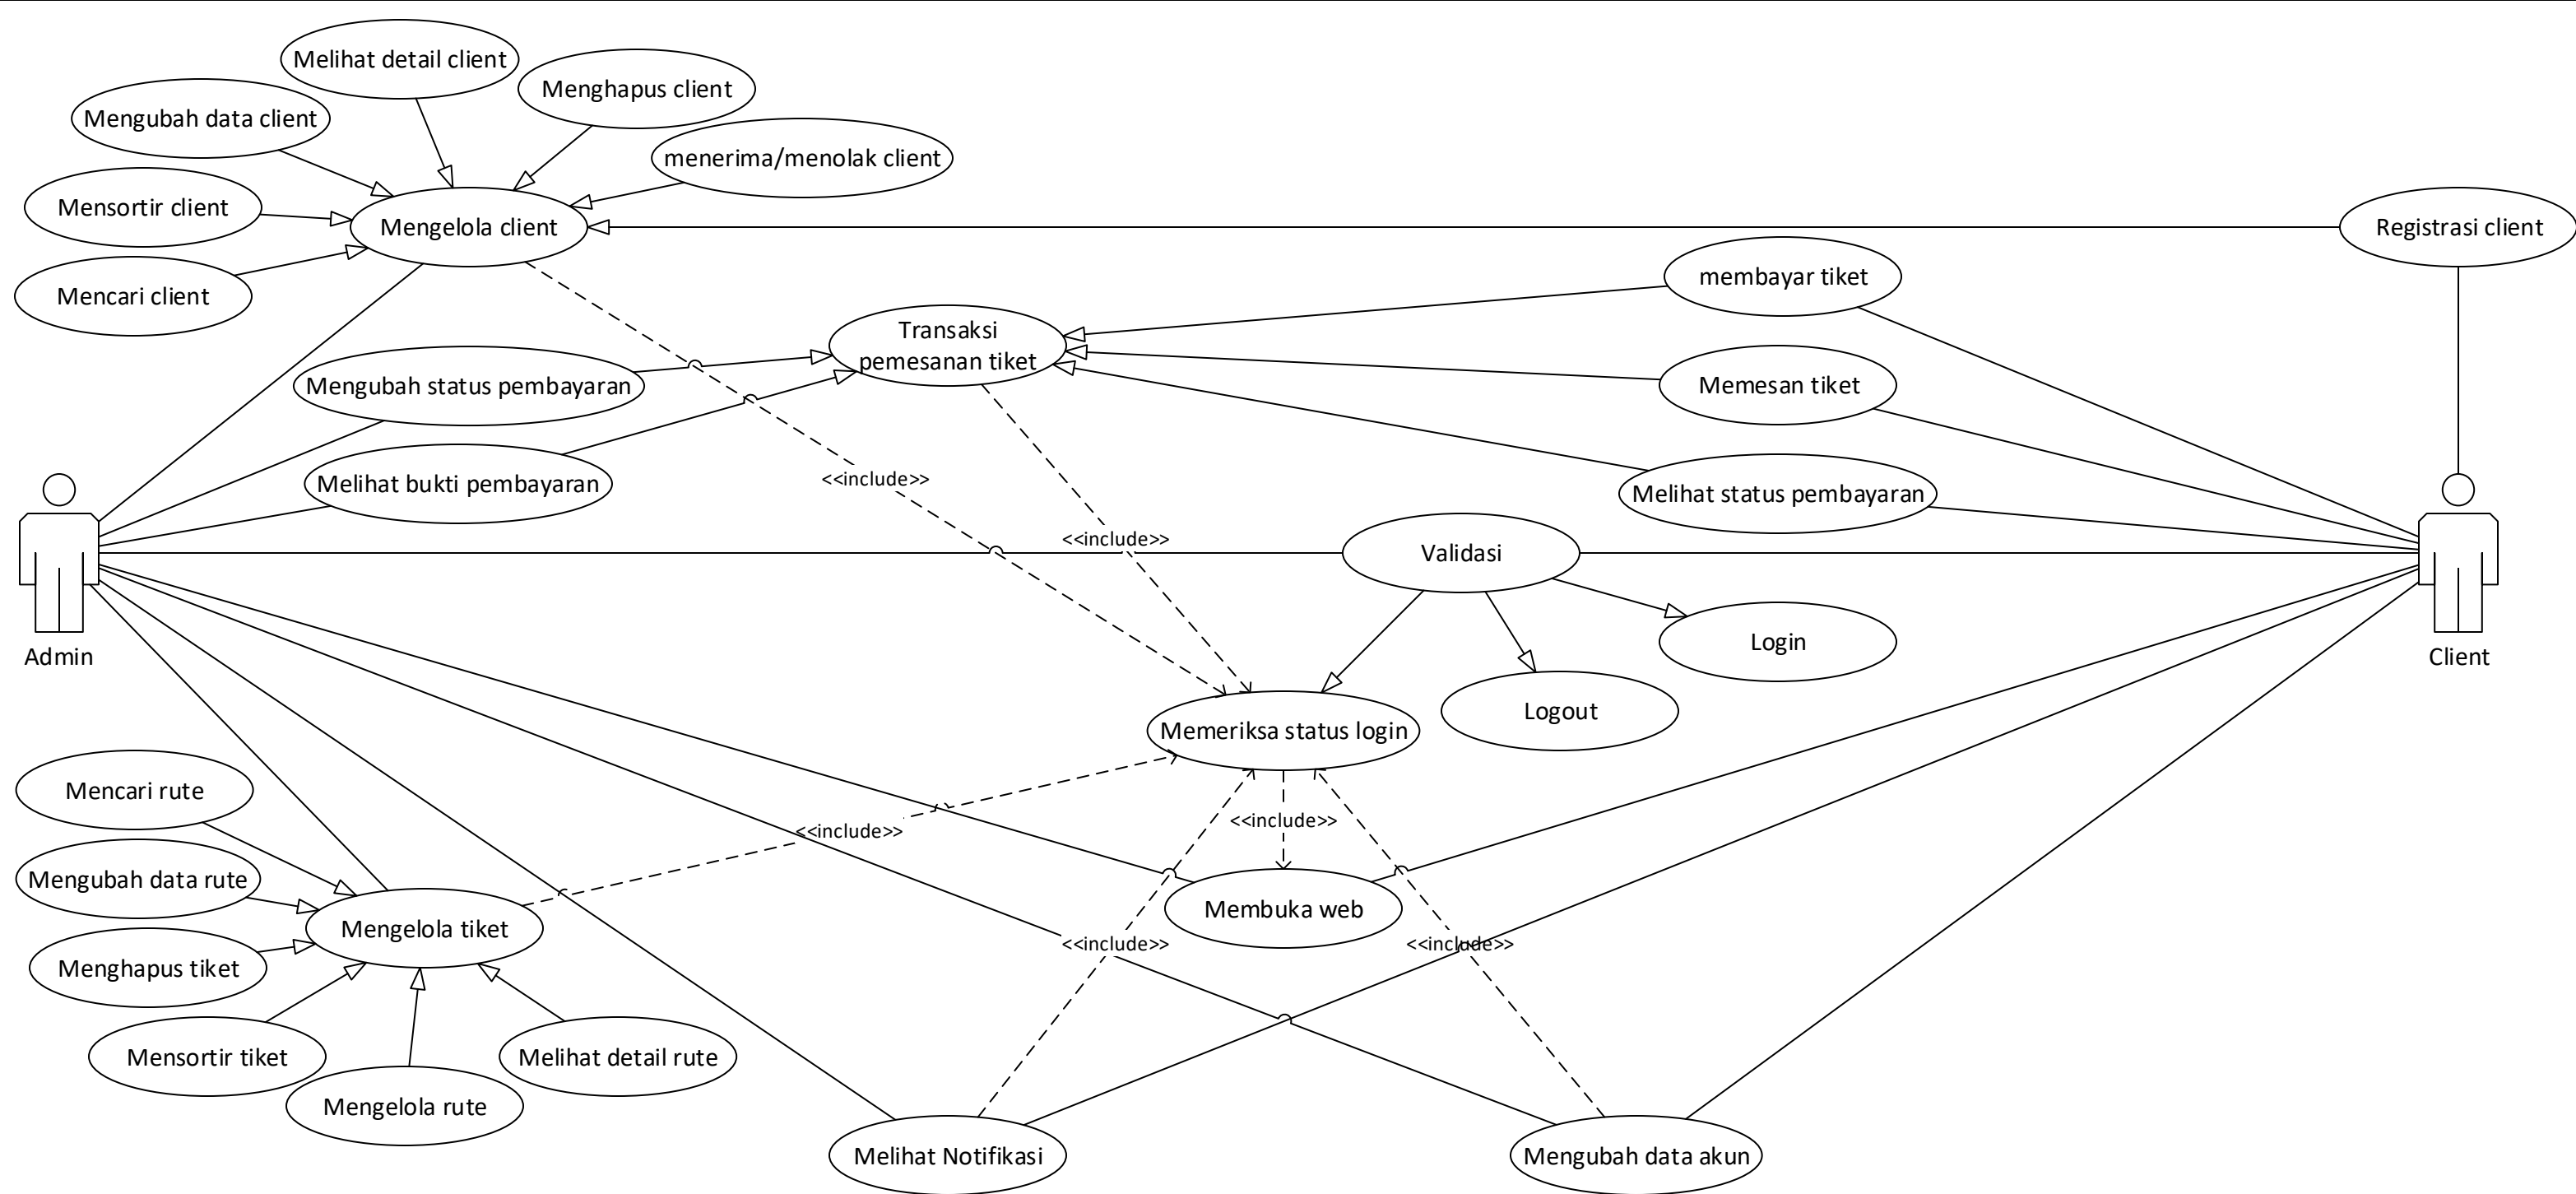 Melihat detail client
Menghapus client
Mengubah data client
menerima/menolak client
Mensortir client
Mengelola client
Registrasi client
Mencari client
membayar tiket
Transaksi
pemesanan tiket
Mengubah status pembayaran
Memesan tiket
<<include>>
Melihat bukti pembayaran
Melihat status pembayaran
<<include>>
Validasi
Login
Admin
Client
Logout
Memeriksa status login
Mencari rute
<<include>>
<<include>>
Mengubah data rute
Membuka web
Mengelola tiket
<<include>>
<<include>>
Menghapus tiket
Mensortir tiket
Melihat detail rute
Mengelola rute
Melihat Notifikasi
Mengubah data akun